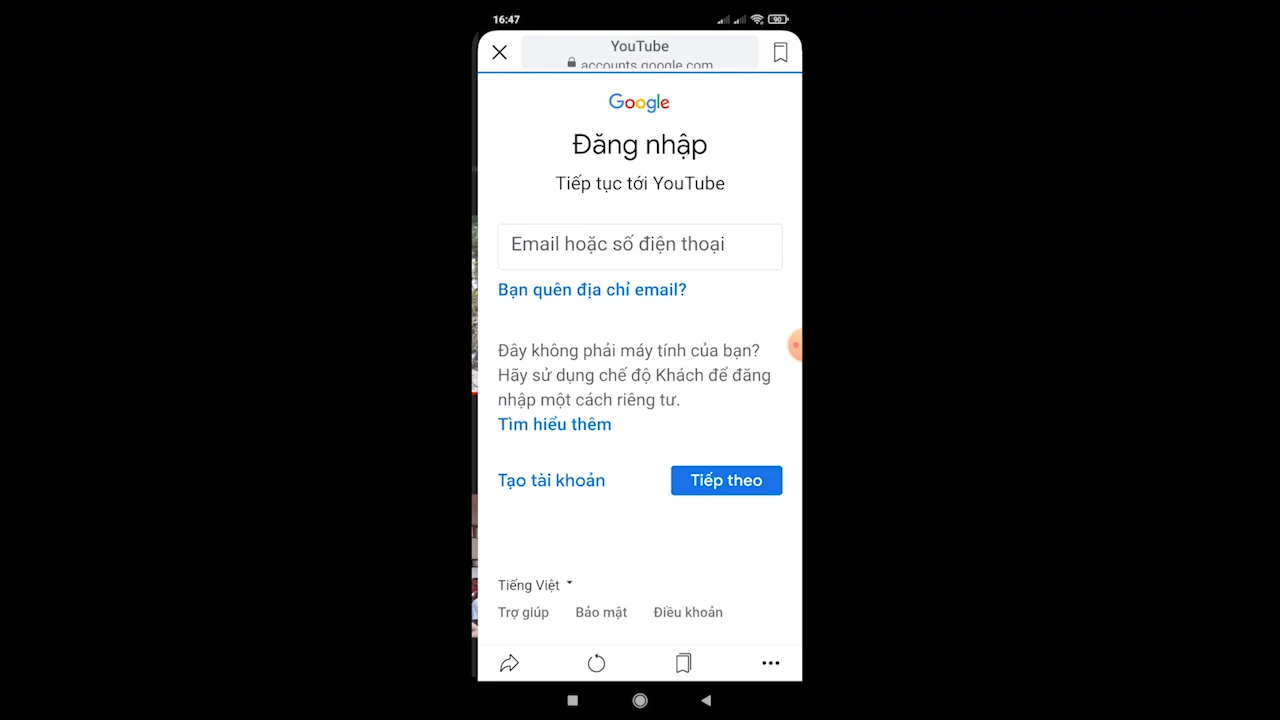 16:47
90
YouTube
accounts.google.com
Google
Đăng nhập
Tiếp tục tới YouTube
Email hoặc số điện thoại
Bạn quên địa chỉ email?
Đây không phải máy tính của bạn?
Hãy sử dụng chế độ Khách để đăng
nhập một cách riêng tư.
Tìm hiểu thêm
Tạo tài khoản
Tiếp theo
Tiếng Việt
Trợ giúp Bảo mật Điều khoản